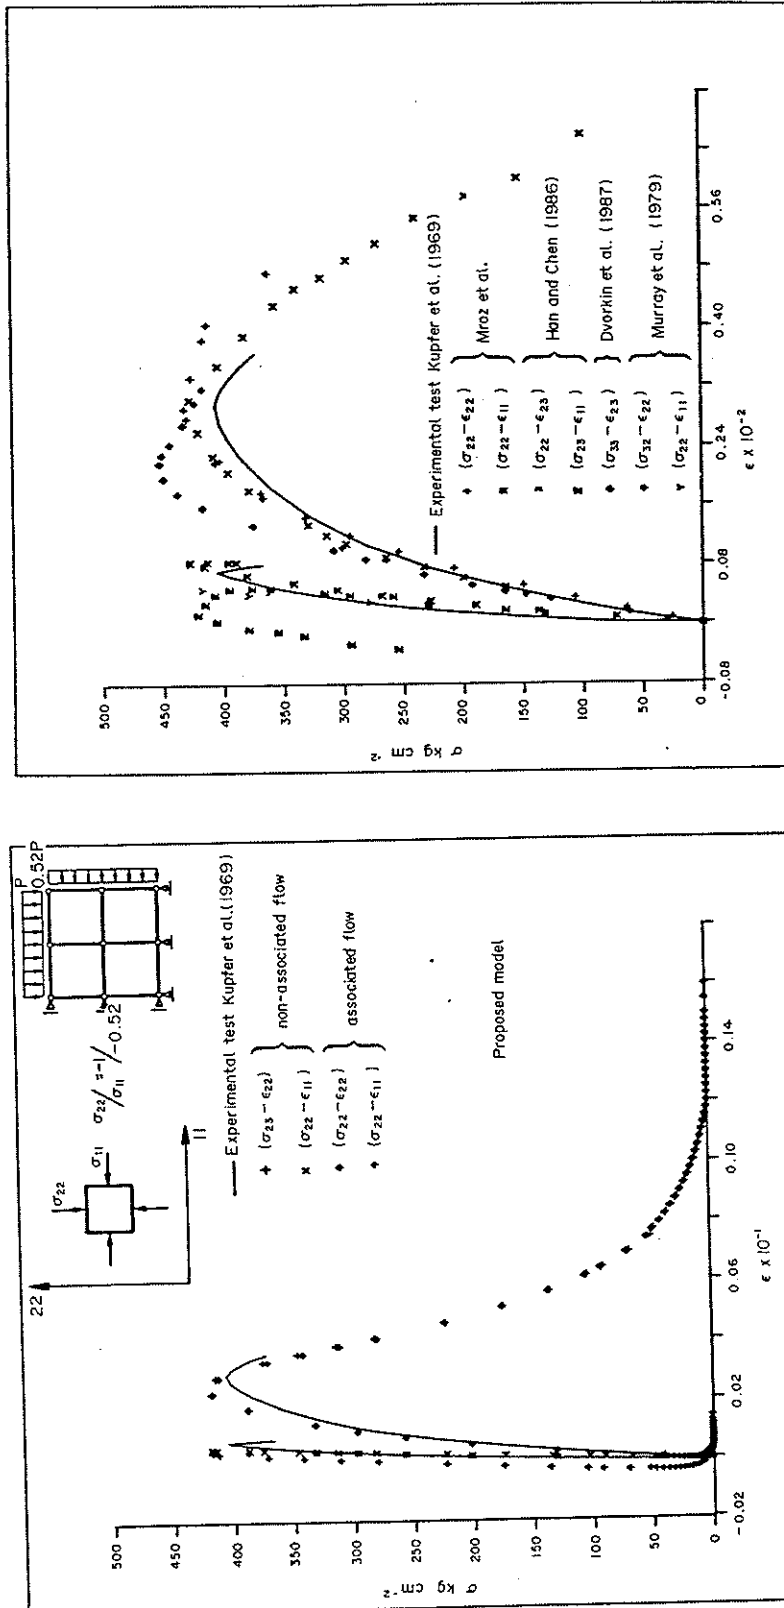 22
σ22
σ11
11
σ22/σ11 = -1/-0.52
P
0.52P
— Experimental test Kupfer et al.(1969)
+ (σ23 – ε22)
x (σ22 – ε11)
non-associated flow
♦ (σ22 – ε22)
♦ (σ22 – ε11)
associated flow
Proposed model
500
450
400
350
300
250
200
150
100
50
0
σ kg cm-2
-0.02
0.02
0.06
0.10
0.14
ε x 10-1
500
450
400
350
300
250
200
150
100
50
0
σ kg cm-2
— Experimental test Kupfer et al. (1969)
(σ22 – ε22)
(σ22 – ε11)
Mroz et al.
(σ22 – ε23)
(σ23 – ε11)
Han and Chen (1986)
(σ33 – ε23)
Dvorkin et al. (1987)
(σ32 – ε22)
(σ22 – ε11)
Murray et al. (1979)
-0.08
0.08
0.24
0.40
0.56
ε x 10-2